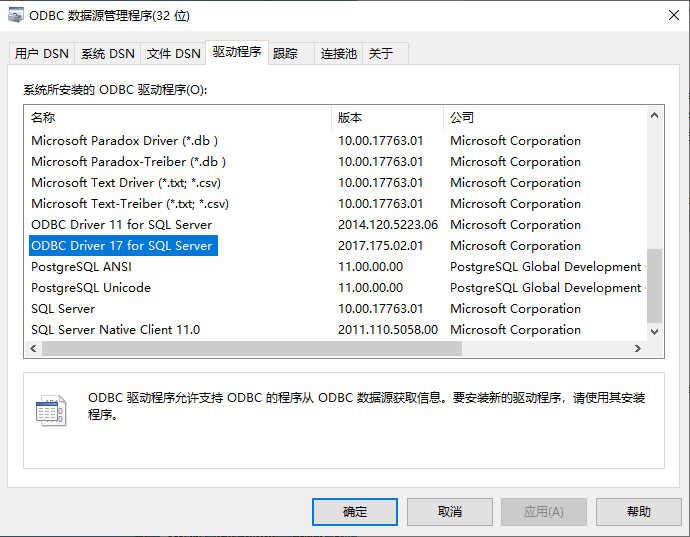 ODBC 数据源管理程序(32 位)
用户 DSN 系统 DSN 文件 DSN 驱动程序 跟踪 连接池 关于
系统所安装的 ODBC 驱动程序(O):
名称 版本 公司
Microsoft Paradox Driver (*.db ) 10.00.17763.01 Microsoft Corporation
Microsoft Paradox-Treiber (*.db ) 10.00.17763.01 Microsoft Corporation
Microsoft Text Driver (*.txt; *.csv) 10.00.17763.01 Microsoft Corporation
Microsoft Text-Treiber (*.txt; *.csv) 10.00.17763.01 Microsoft Corporation
ODBC Driver 11 for SQL Server 2014.120.5223.06 Microsoft Corporation
ODBC Driver 17 for SQL Server 2017.175.02.01 Microsoft Corporation
PostgreSQL ANSI 11.00.00.00 PostgreSQL Global Development
PostgreSQL Unicode 11.00.00.00 PostgreSQL Global Development
SQL Server 10.00.17763.01 Microsoft Corporation
SQL Server Native Client 11.0 2011.110.5058.00 Microsoft Corporation
ODBC 驱动程序允许支持 ODBC 的程序从 ODBC 数据源获取信息。要安装新的驱动程序，请使用其安装
程序。
确定 取消 应用(A) 帮助